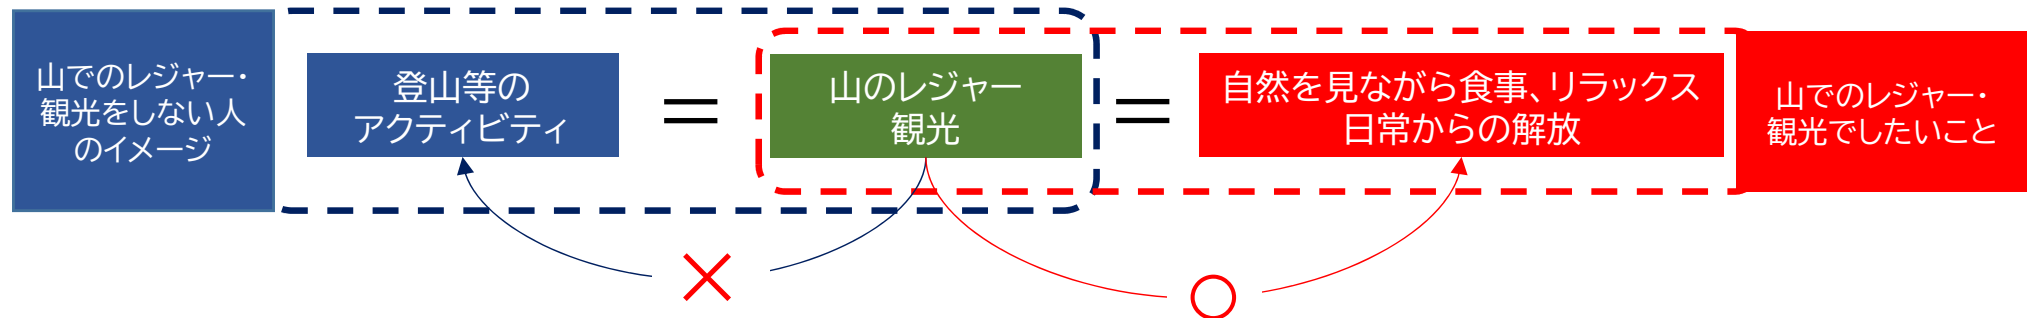 山でのレジャー・
観光をしない人
のイメージ
登山等の
アクティビティ
＝
山のレジャー
観光
＝
自然を見ながら食事、リラックス
日常からの解放
山でのレジャー・
観光でしたいこと
×
○